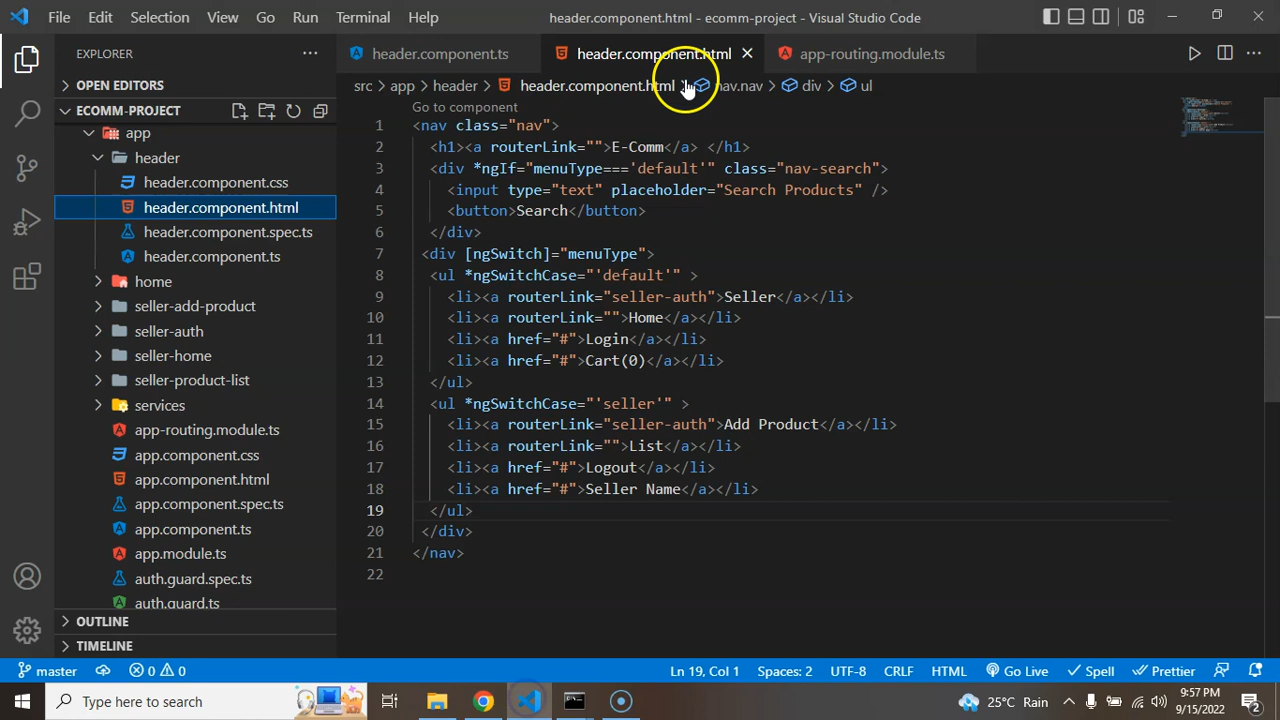 File Edit Selection View Go Run Terminal Help header.component.html - ecomm-project - Visual Studio Code
EXPLORER
OPEN EDITORS
ECOMM-PROJECT
app
header
header.component.css
header.component.html
header.component.spec.ts
header.component.ts
home
seller-add-product
seller-auth
seller-home
seller-product-list
services
app-routing.module.ts
app.component.css
app.component.html
app.component.spec.ts
app.component.ts
app.module.ts
auth.guard.spec.ts
auth.guard.ts
OUTLINE
TIMELINE
header.component.ts header.component.html app-routing.module.ts
src > app > header > header.component.html > nav.nav > div > ul
Go to component
1 <nav class="nav">
2 <h1><a routerLink="">E-Comm</a> </h1>
3 <div *ngIf="menuType==='default'" class="nav-search">
4 <input type="text" placeholder="Search Products" />
5 <button>Search</button>
6 </div>
7 <div [ngSwitch]="menuType">
8 <ul *ngSwitchCase="'default'" >
9 <li><a routerLink="seller-auth">Seller</a></li>
10 <li><a routerLink="">Home</a></li>
11 <li><a href="#">Login</a></li>
12 <li><a href="#">Cart(0)</a></li>
13 </ul>
14 <ul *ngSwitchCase="'seller'" >
15 <li><a routerLink="seller-auth">Add Product</a></li>
16 <li><a routerLink="">List</a></li>
17 <li><a href="#">Logout</a></li>
18 <li><a href="#">Seller Name</a></li>
19 </ul>
20 </div>
21 </nav>
22
master 0 0 Ln 19, Col 1 Spaces: 2 UTF-8 CRLF HTML Go Live Spell Prettier
Type here to search 25°C Rain 9:57 PM
9/15/2022 2